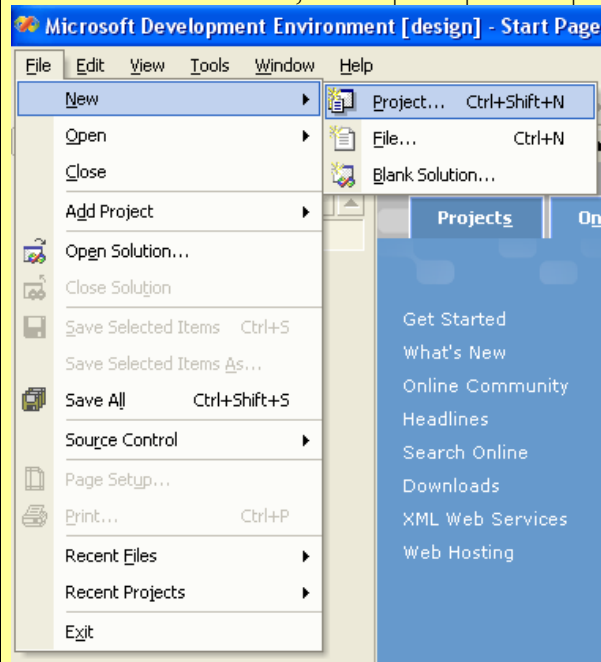 Microsoft Development Environment [design] - Start Page
File Edit View Tools Window Help
New
Project... Ctrl+Shift+N
Open
File... Ctrl+N
Close
Blank Solution...
Add Project
Projects
Open Solution...
Close Solution
Save Selected Items Ctrl+S
Save Selected Items As...
Save All Ctrl+Shift+S
Source Control
Page Setup...
Print... Ctrl+P
Recent Files
Recent Projects
Exit
Get Started
What's New
Online Community
Headlines
Search Online
Downloads
XML Web Services
Web Hosting